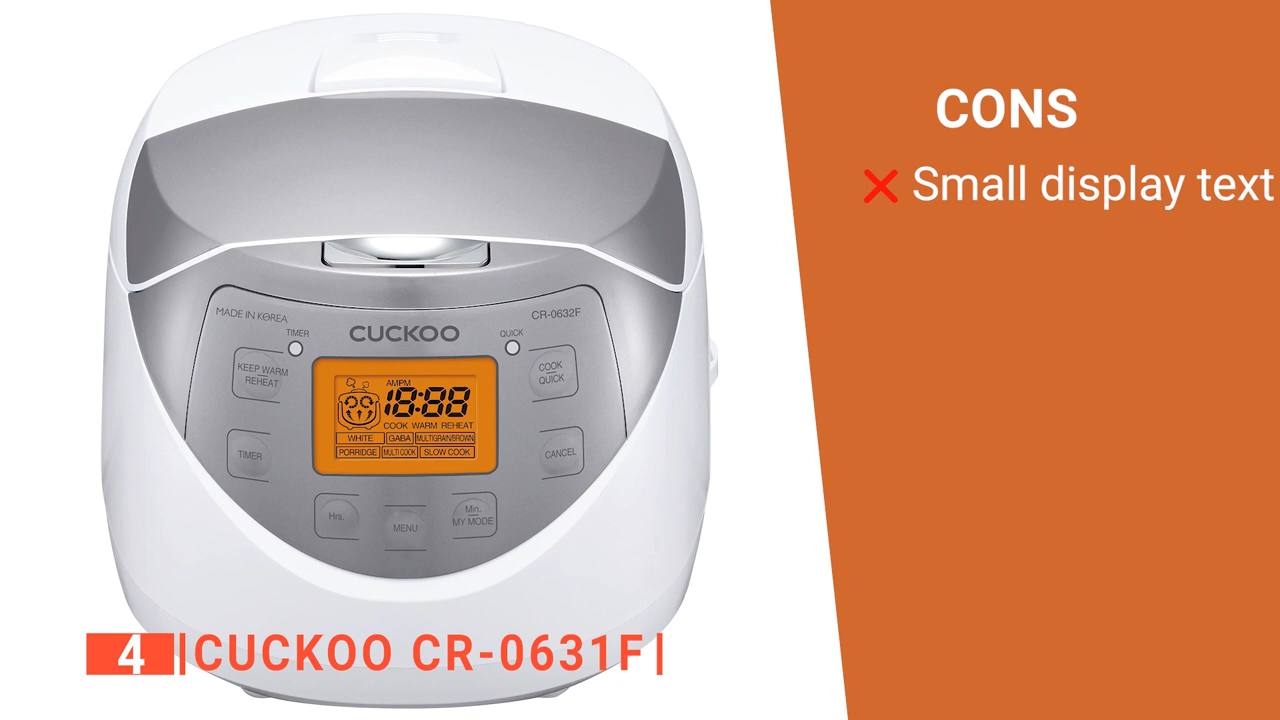 CONS
Small display text
MADE IN KOREA
CR-0632F
TIMER
CUCKOO
QUICK
KEEP WARM
REHEAT
COOK
QUICK
AMPM
18:88
COOK WARM REHEAT
WHITE GABA MULTIGRAIN/BROWN
PORRIDGE MULTI COOK SLOW COOK
TIMER
CANCEL
Hrs.
MENU
Min.
MY MODE
4 |CUCKOO CR-0631F|